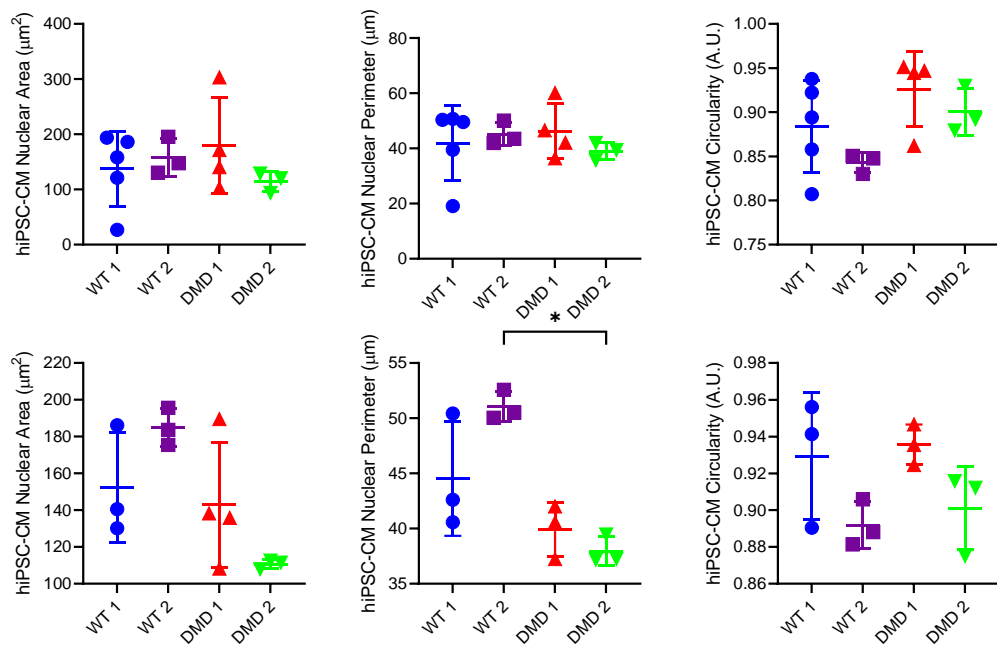 hiPSC-CM Nuclear Area (μm²)
400
300
200
100
0
WT 1
WT 2
DMD 1
DMD 2
hiPSC-CM Nuclear Perimeter (μm)
80
60
40
20
0
WT 1
WT 2
DMD 1
DMD 2
hiPSC-CM Circularity (A.U.)
1.00
0.95
0.90
0.85
0.80
0.75
WT 1
WT 2
DMD 1
DMD 2
hiPSC-CM Nuclear Area (μm²)
220
200
180
160
140
120
100
WT 1
WT 2
DMD 1
DMD 2
hiPSC-CM Nuclear Perimeter (μm)
*
55
50
45
40
35
WT 1
WT 2
DMD 1
DMD 2
hiPSC-CM Circularity (A.U.)
0.98
0.96
0.94
0.92
0.90
0.88
0.86
WT 1
WT 2
DMD 1
DMD 2